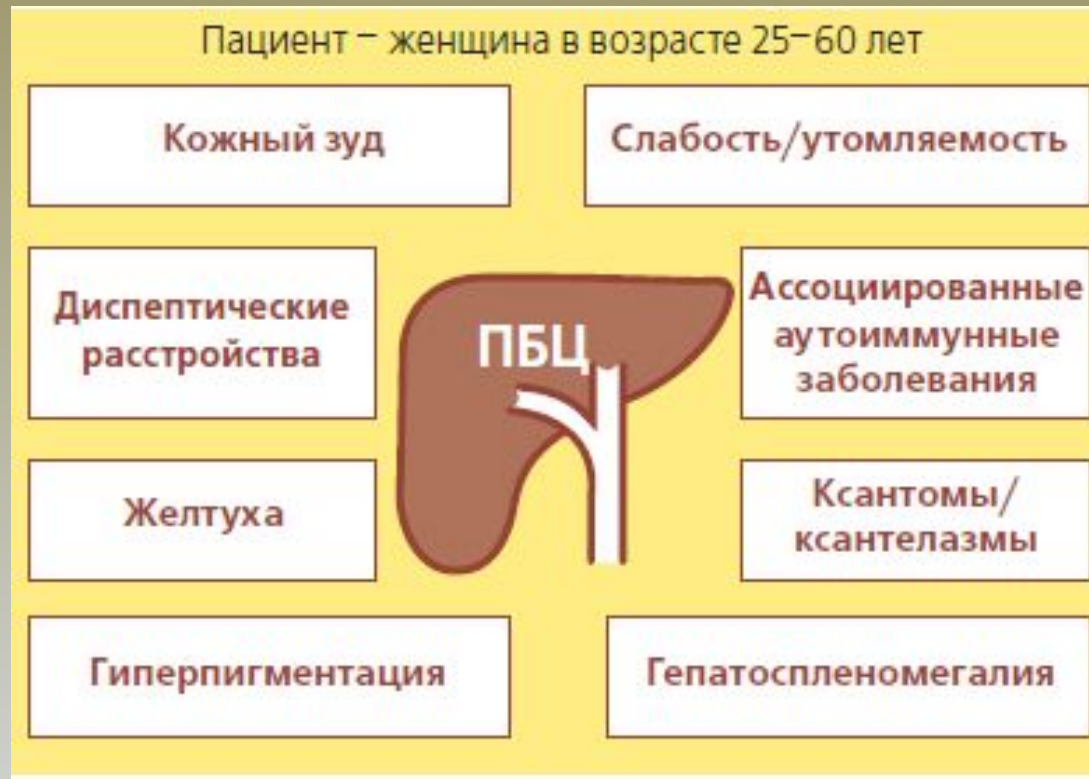 Пациент – женщина в возрасте 25–60 лет
Кожный зуд
Слабость/утомляемость
Диспептические
расстройства
ПБЦ
Ассоциированные
аутоиммунные
заболевания
Желтуха
Ксантомы/
ксантелазмы
Гиперпигментация
Гепатоспленомегалия